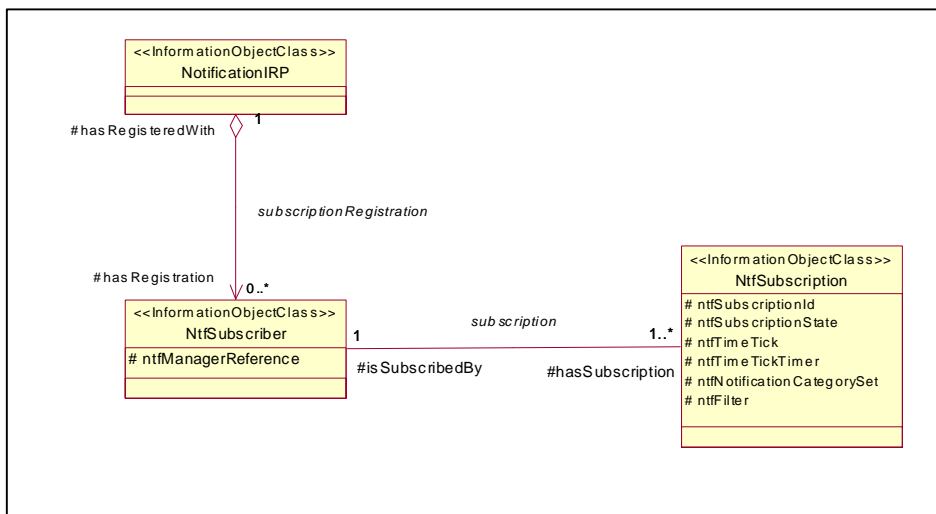 <<InformationObjectClass>>
NotificationIRP
1
#hasRegisteredWith
subscriptionRegistration
#hasRegistration
0..*
<<InformationObjectClass>>
NtfSubscriber
# ntfManagerReference
subscription
1
1..*
#isSubscribedBy
#hasSubscription
<<InformationObjectClass>>
NtfSubscription
# ntfSubscriptionId
# ntfSubscriptionState
# ntfTimeTick
# ntfTimeTickTimer
# ntfNotificationCategorySet
# ntfFilter